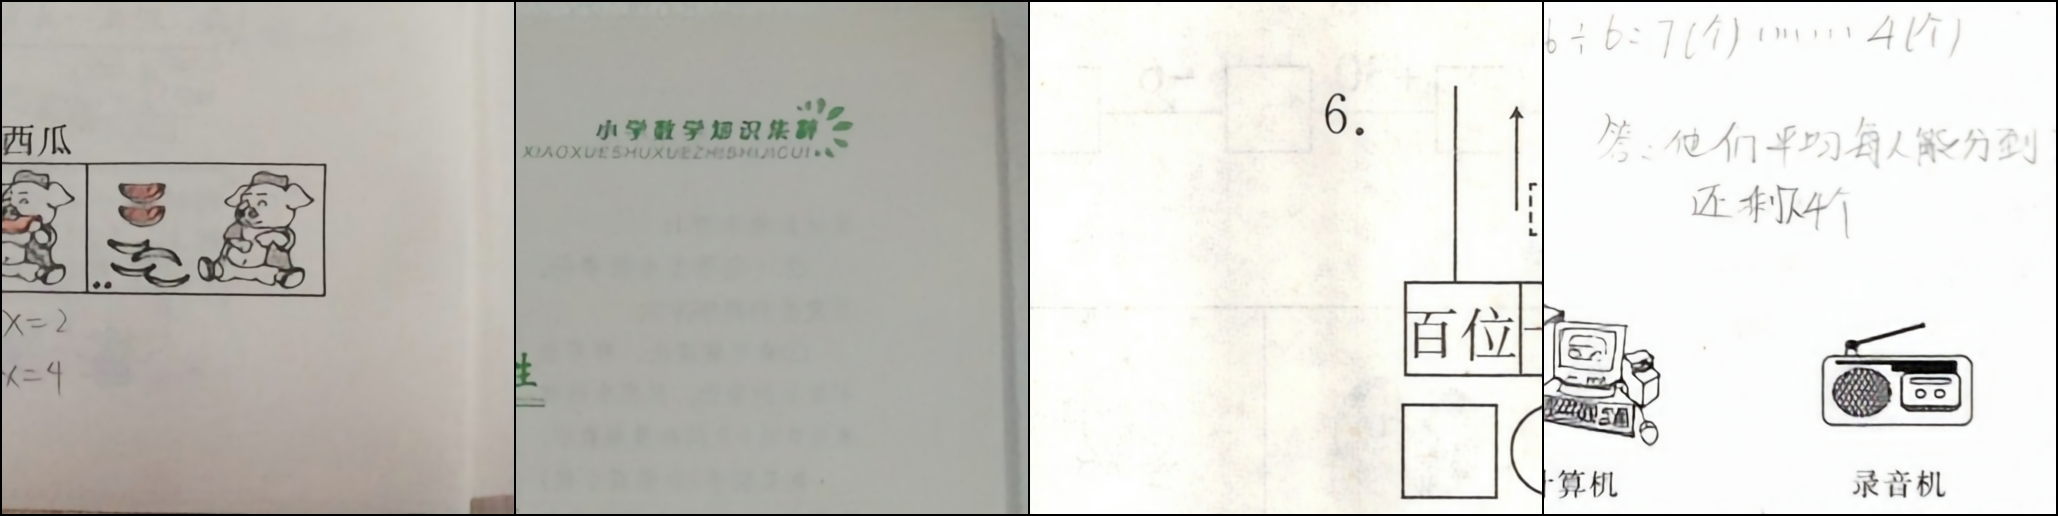 西瓜
x=2
x=4
小学数学知识集锦
XIAOXUESHUXUEZHISHIJICUI
生
6.
百位
6÷6=7(个)……4(个)
答:他们平均每人能分到
还剩4个
算机
录音机